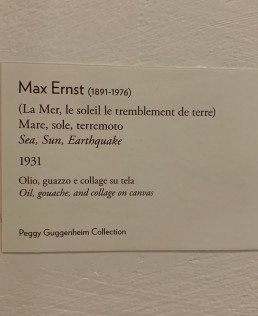 Max Ernst (1891-1976)
(La Mer, le soleil le tremblement de terre)
Mare, sole, terremoto
Sea, Sun, Earthquake
1931
Olio, guazzo e collage su tela
Oil, gouache, and collage on canvas
Peggy Guggenheim Collection